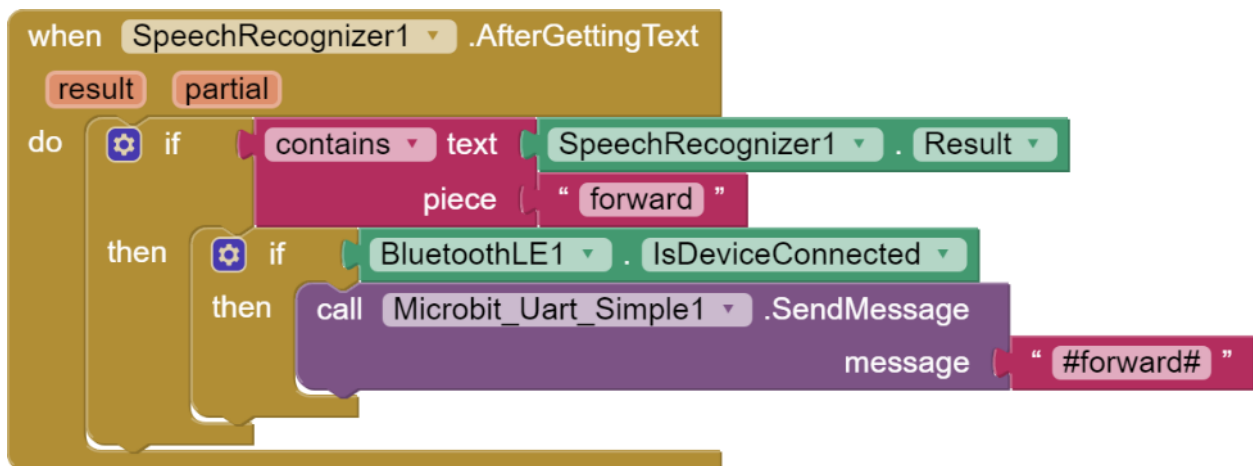 when SpeechRecognizer1 .AfterGettingText
result partial
do if contains text SpeechRecognizer1 . Result
piece “ forward ”
then if BluetoothLE1 . IsDeviceConnected
then call Microbit_Uart_Simple1 .SendMessage
message “ #forward# ”